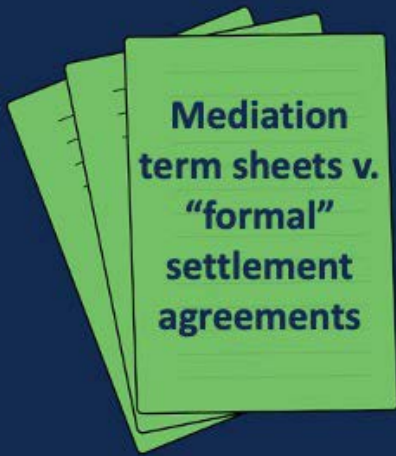 Mediation
term sheets v.
“formal”
settlement
agreements